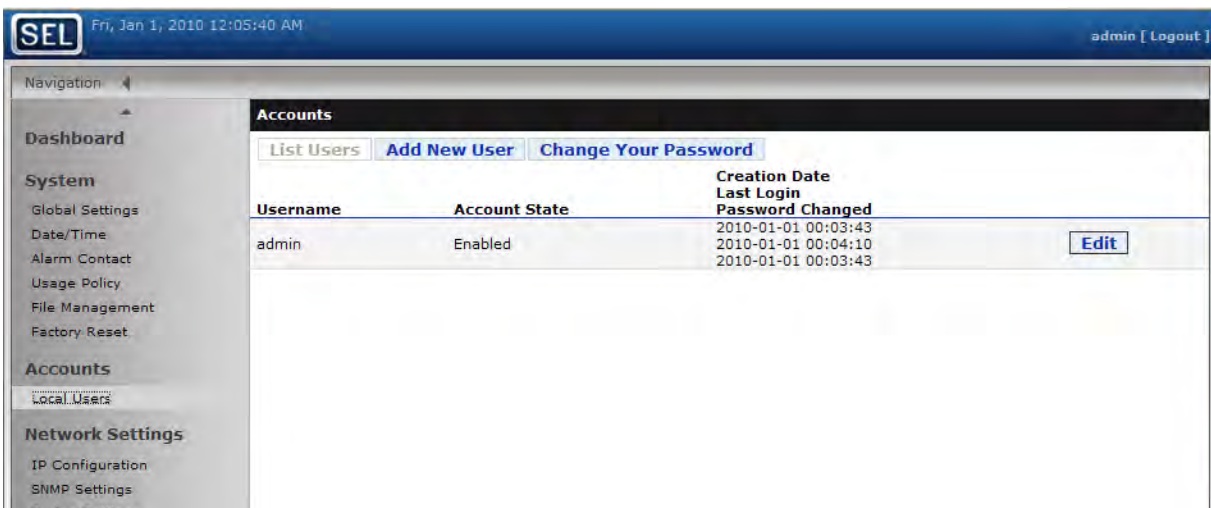 SEL Fri, Jan 1, 2010 12:05:40 AM
admin [ Logout ]
Navigation
Dashboard
System
Global Settings
Date/Time
Alarm Contact
Usage Policy
File Management
Factory Reset
Accounts
Local Users
Network Settings
IP Configuration
SNMP Settings
Accounts
List Users Add New User Change Your Password
Creation Date
Last Login
Username Account State Password Changed
2010-01-01 00:03:43
admin Enabled 2010-01-01 00:04:10 Edit
2010-01-01 00:03:43